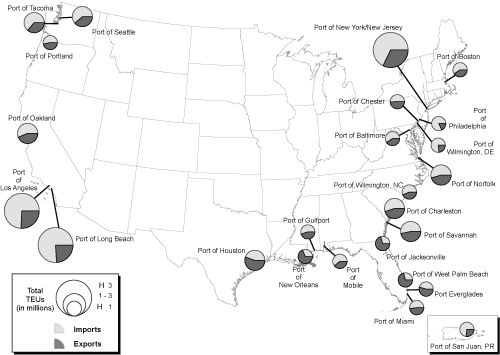 Port of Tacoma
Port of Seattle
Port of Portland
Port of New York/New Jersey
Port of Boston
Port of Chester
Port
of
Philadelphia
Port of Oakland
Port of Baltimore
Port of
Wilmington, DE
Port
of
Los Angeles
Port of Wilmington, NC
Port of Norfolk
Port of Charleston
Port of Long Beach
Port of Gulfport
Port of Savannah
Port of Houston
Port of Jacksonville
Port
of
New Orleans
Port
of
Mobile
Port of West Palm Beach
Port Everglades
Port of Miami
Total
TEUs
(in millions)
H 3
1 - 3
H 1
Imports
Exports
Port of San Juan, PR